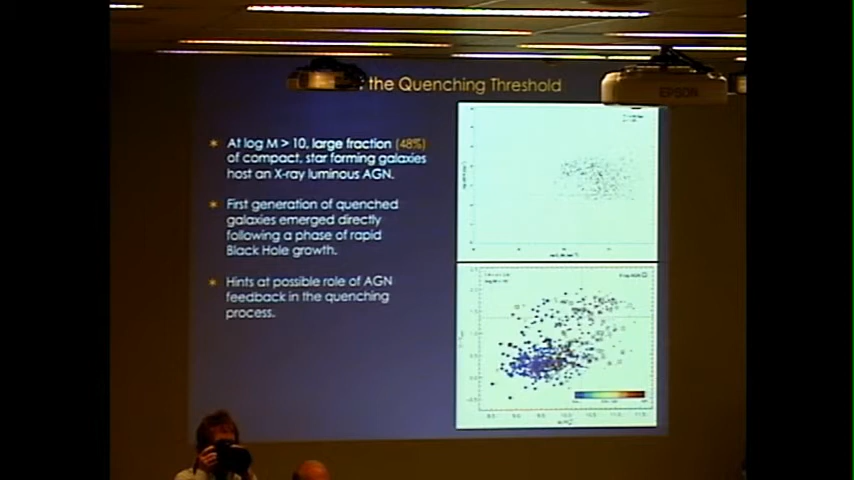 the Quenching Threshold
EPSON
* At log M > 10, large fraction (48%)
of compact, star forming galaxies
host an X-ray luminous AGN.
* First generation of quenched
galaxies emerged directly
following a phase of rapid
Black Hole growth.
* Hints at possible role of AGN
feedback in the quenching
process.